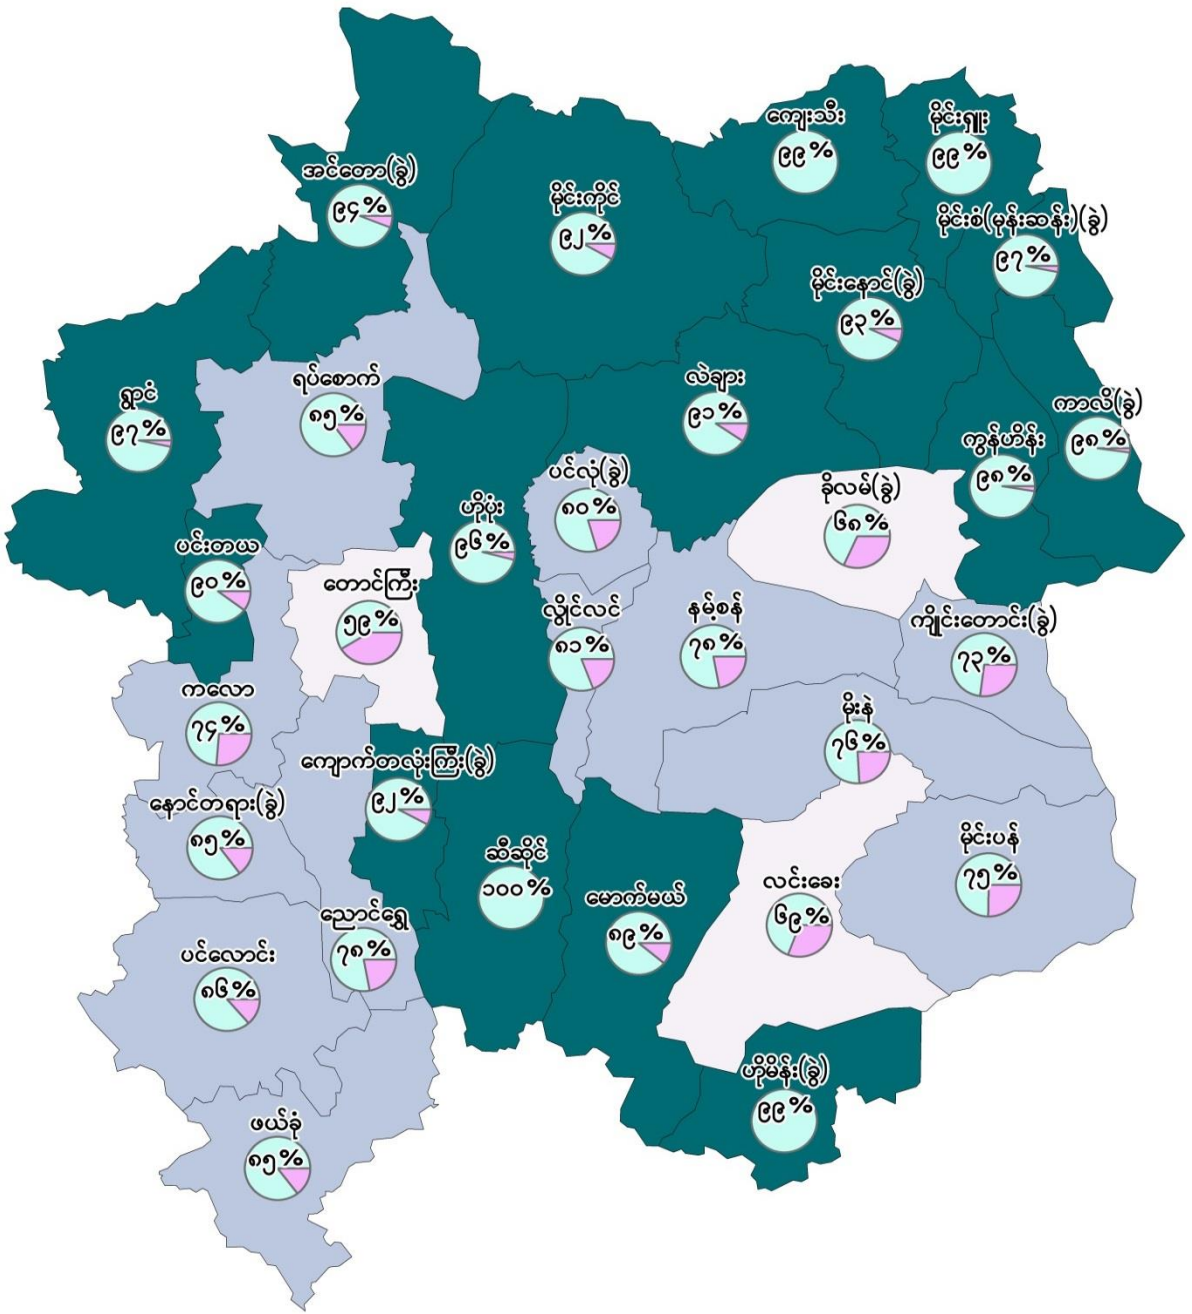 ကျေးသီး
၉၉%
မိုင်းရှူး
၉၉%
အင်တော(ခွဲ)
၉၄%
မိုင်းကိုင်
၉၂%
မိုင်းစံ(မုန်းဆန်း)(ခွဲ)
၉၇%
မိုင်းနောင်(ခွဲ)
၉၃%
ရပ်စောက်
၈၅%
လဲချား
၉၁%
ရွာငံ
၉၇%
ကာလိ(ခွဲ)
၉၈%
ကွန်ဟိန်း
၉၈%
ပင်လုံ(ခွဲ)
၈၀%
ခိုလမ်(ခွဲ)
၆၈%
ဟိုပုံး
၉၆%
ပင်းတယ
၉၀%
တောင်ကြီး
၅၉%
လွိုင်လင်
၈၁%
နမ့်စန်
၇၈%
ကျိုင်းတောင်း(ခွဲ)
၇၃%
ကလော
၇၄%
မိုးနဲ
၇၆%
ကျောက်တလုံးကြီး(ခွဲ)
၉၂%
နောင်တရား(ခွဲ)
၈၅%
ဆီဆိုင်
၁၀၀%
မိုင်းပန်
၇၅%
လင်းခေး
၆၉%
မောက်မယ်
၈၉%
ညောင်ရွှေ
၇၈%
ပင်လောင်း
၈၆%
ဟိုမိန်း(ခွဲ)
၉၉%
ဖယ်ခုံ
၈၅%